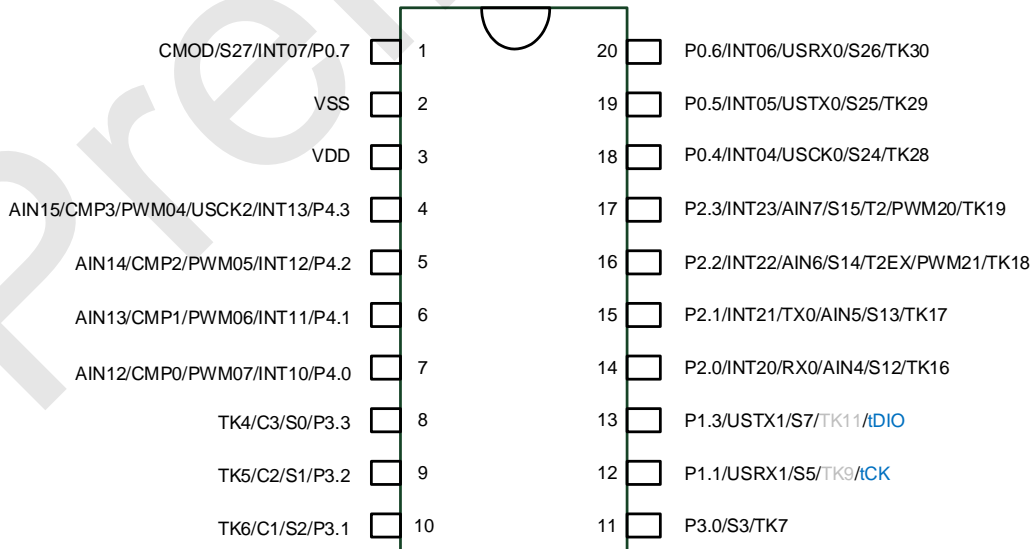 CMOD/S27/INT07/P0.7 1 20 P0.6/INT06/USRX0/S26/TK30
VSS 2 19 P0.5/INT05/USTX0/S25/TK29
VDD 3 18 P0.4/INT04/USCK0/S24/TK28
AIN15/CMP3/PWM04/USCK2/INT13/P4.3 4 17 P2.3/INT23/AIN7/S15/T2/PWM20/TK19
AIN14/CMP2/PWM05/INT12/P4.2 5 16 P2.2/INT22/AIN6/S14/T2EX/PWM21/TK18
AIN13/CMP1/PWM06/INT11/P4.1 6 15 P2.1/INT21/TX0/AIN5/S13/TK17
AIN12/CMP0/PWM07/INT10/P4.0 7 14 P2.0/INT20/RX0/AIN4/S12/TK16
TK4/C3/S0/P3.3 8 13 P1.3/USTX1/S7/TK11/tDIO
TK5/C2/S1/P3.2 9 12 P1.1/USRX1/S5/TK9/tCK
TK6/C1/S2/P3.1 10 11 P3.0/S3/TK7